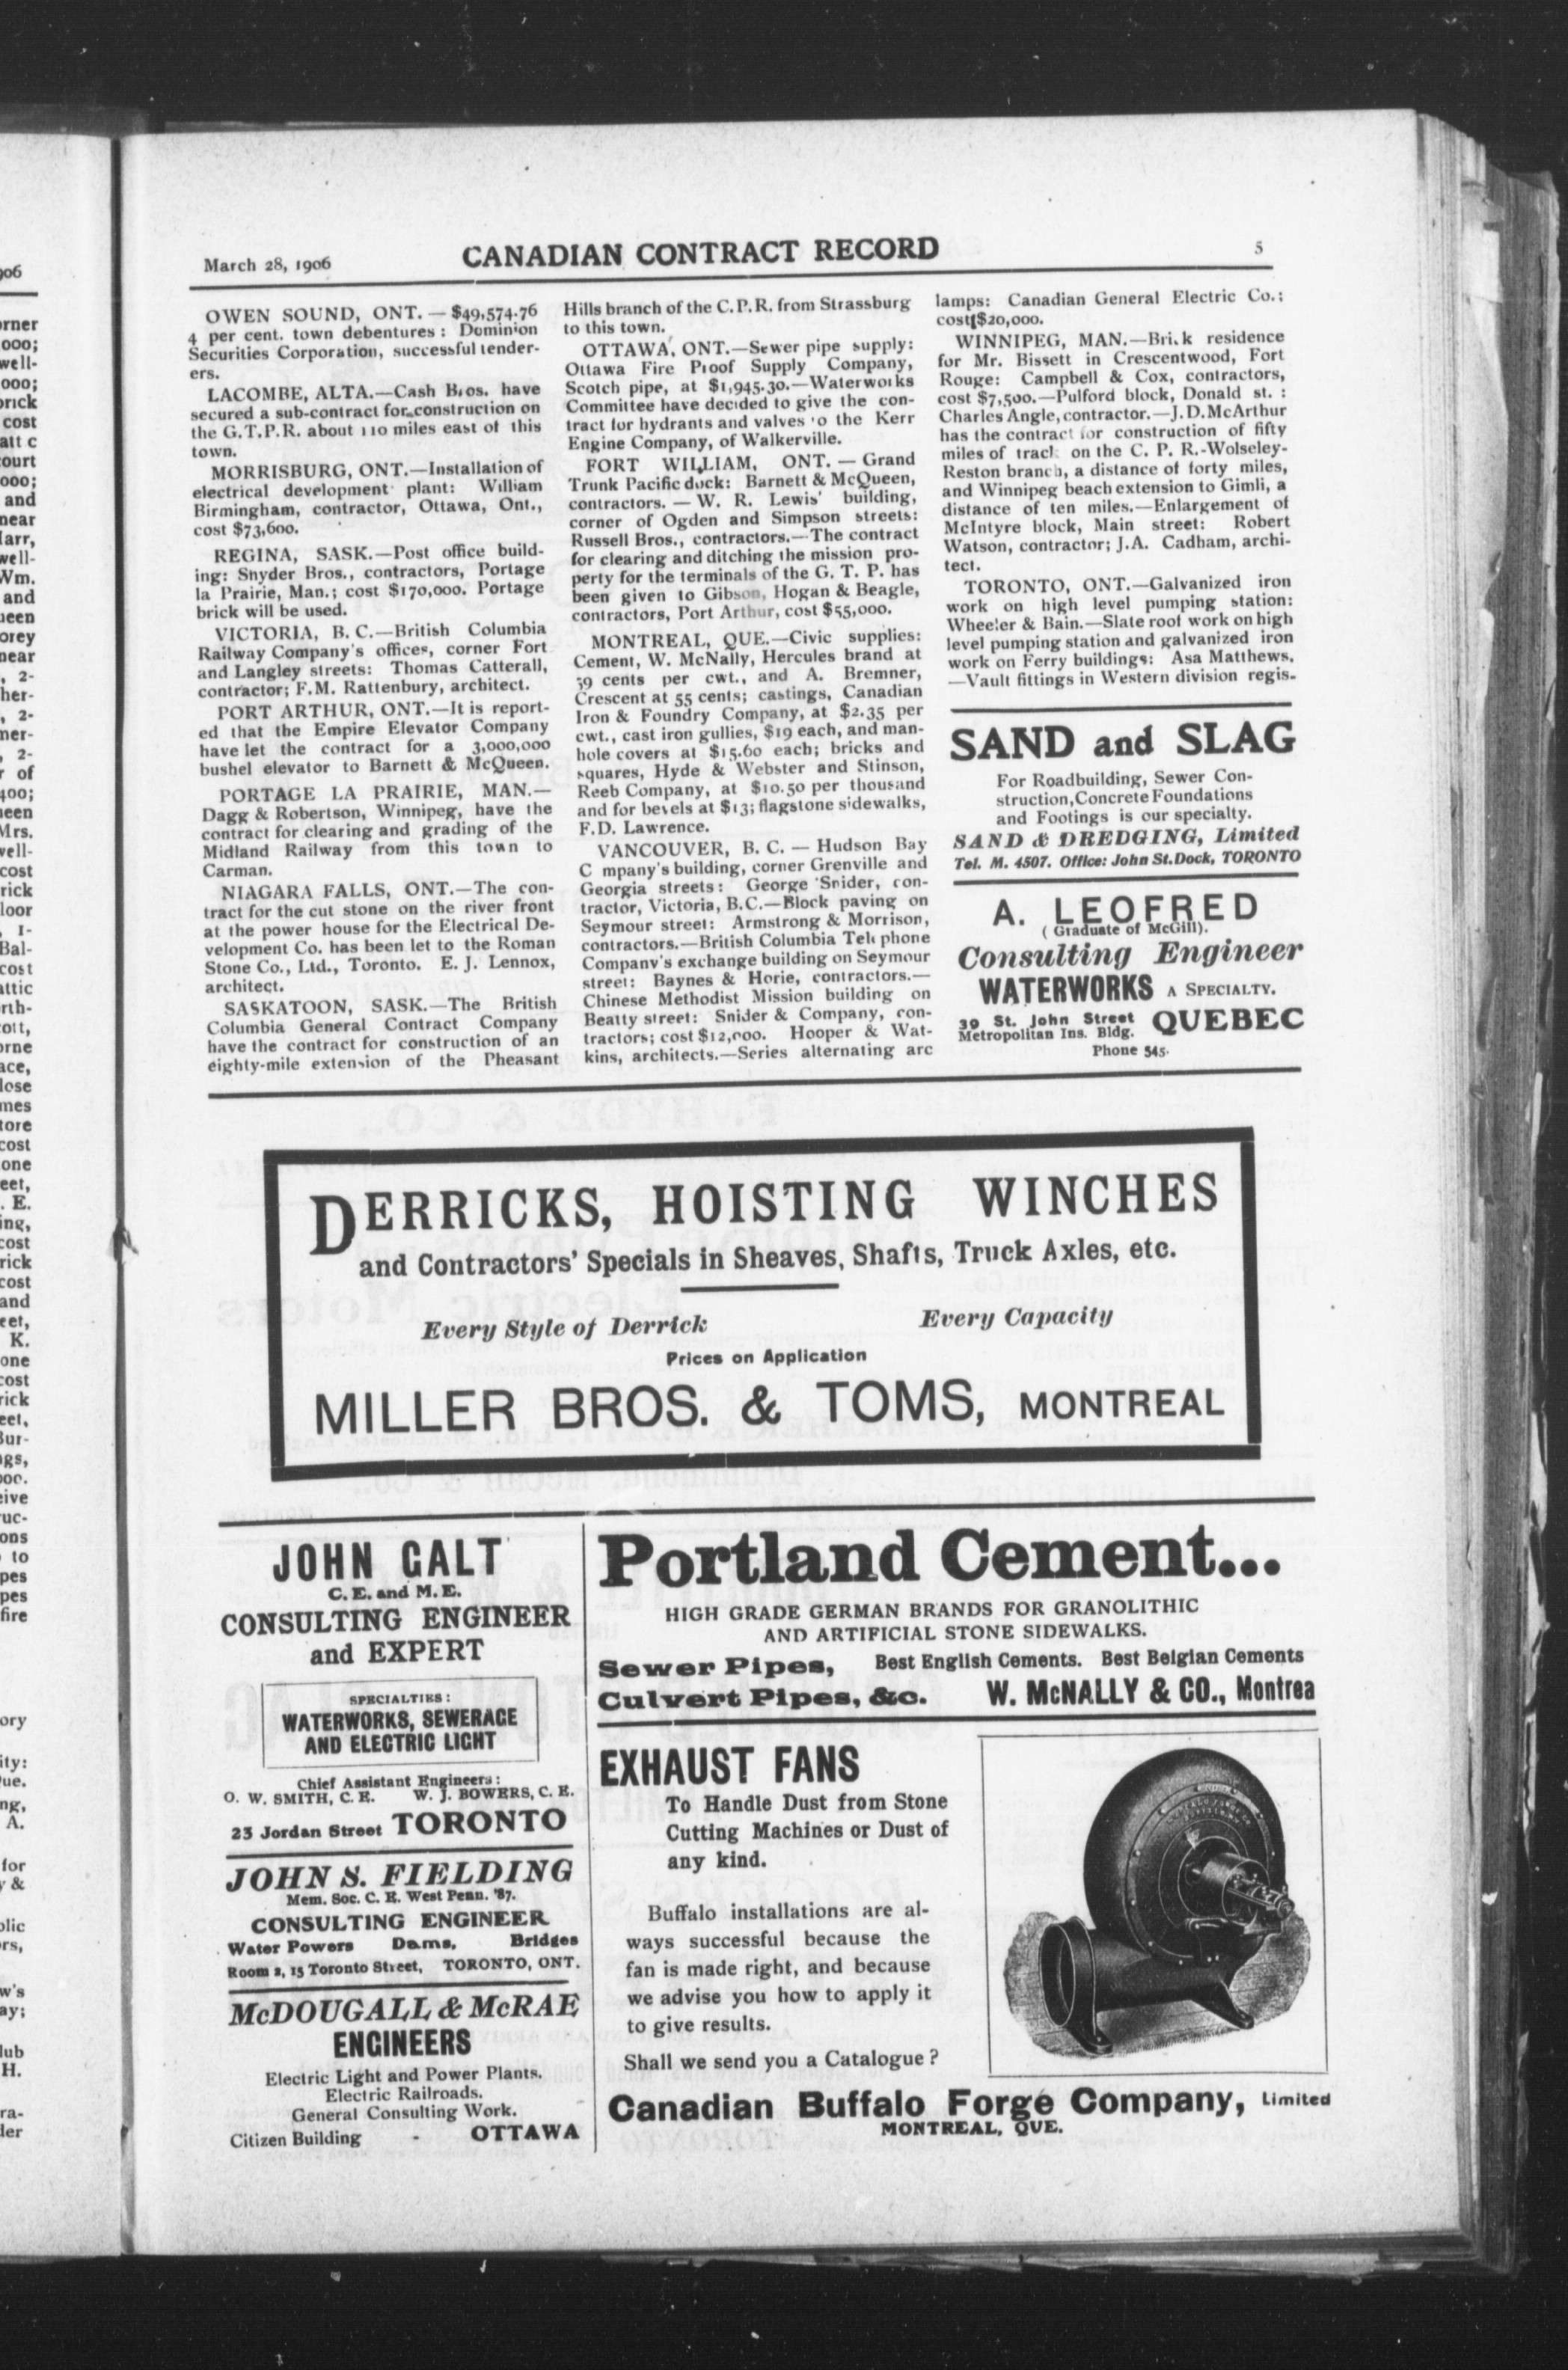 March 28, 1906
CANADIAN CONTRACT RECORD
5
OWEN SOUND, ONT. — $49,574.76
4 per cent. town debentures : Dominion
Securities Corporation, successful tender-
ers.
LACOMBE, ALTA.—Cash Bros. have
secured a sub-contract for construction on
the G.T.P.R. about 110 miles east of this
town.
MORRISBURG, ONT.—Installation of
electrical development plant: William
Birmingham, contractor, Ottawa, Ont.,
cost $73,600.
REGINA, SASK.—Post office build-
ing: Snyder Bros., contractors, Portage
la Prairie, Man.; cost $170,000. Portage
brick will be used.
VICTORIA, B. C.—British Columbia
Railway Company's offices, corner Fort
and Langley streets: Thomas Catterall,
contractor; F.M. Rattenbury, architect.
PORT ARTHUR, ONT.—It is report-
ed that the Empire Elevator Company
have let the contract for a 3,000,000
bushel elevator to Barnett & McQueen.
PORTAGE LA PRAIRIE, MAN.—
Dagg & Robertson, Winnipeg, have the
contract for clearing and grading of the
Midland Railway from this town to
Carman.
NIAGARA FALLS, ONT.—The con-
tract for the cut stone on the river front
at the power house for the Electrical De-
velopment Co. has been let to the Roman
Stone Co., Ltd., Toronto. E. J. Lennox,
architect.
SASKATOON, SASK.—The British
Columbia General Contract Company
have the contract for construction of an
eighty-mile extension of the Pheasant
Hills branch of the C.P.R. from Strassburg
to this town.
OTTAWA, ONT.—Sewer pipe supply:
Ottawa Fire Proof Supply Company,
Scotch pipe, at $1,945.30.—Waterworks
Committee have decided to give the con-
tract for hydrants and valves to the Kerr
Engine Company, of Walkerville.
FORT WILLIAM, ONT. — Grand
Trunk Pacific dock: Barnett & McQueen,
contractors. — W. R. Lewis' building,
corner of Ogden and Simpson streets:
Russell Bros., contractors.—The contract
for clearing and ditching the mission pro-
perty for the terminals of the G. T. P. has
been given to Gibson, Hogan & Beagle,
contractors, Port Arthur, cost $55,000.
MONTREAL, QUE.—Civic supplies:
Cement, W. McNally, Hercules brand at
39 cents per cwt., and A. Bremner,
Crescent at 55 cents; castings, Canadian
Iron & Foundry Company, at $2.35 per
cwt., cast iron gullies, $19 each, and man-
hole covers at $15.60 each; bricks and
squares, Hyde & Webster and Stinson,
Reeb Company, at $10.50 per thousand
and for bevels at $13; flagstone sidewalks,
F.D. Lawrence.
VANCOUVER, B. C. — Hudson Bay
C mpany's building, corner Grenville and
Georgia streets: George Snider, con-
tractor, Victoria, B.C.—Block paving on
Seymour street: Armstrong & Morrison,
contractors.—British Columbia Telephone
Company's exchange building on Seymour
street: Baynes & Horie, contractors.—
Chinese Methodist Mission building on
Beatty street: Snider & Company, con-
tractors; cost $12,000. Hooper & Wat-
kins, architects.—Series alternating arc
lamps: Canadian General Electric Co.;
cost $20,000.
WINNIPEG, MAN.—Brick residence
for Mr. Bissett in Crescentwood, Fort
Rouge: Campbell & Cox, contractors,
cost $7,500.—Pulford block, Donald st. :
Charles Angle, contractor.—J.D.McArthur
has the contract for construction of fifty
miles of track on the C. P. R.-Wolseley-
Reston branch, a distance of forty miles,
and Winnipeg beach extension to Gimli, a
distance of ten miles.—Enlargement of
McIntyre block, Main street: Robert
Watson, contractor; J.A. Cadham, archi-
tect.
TORONTO, ONT.—Galvanized iron
work on high level pumping station:
Wheeler & Bain.—Slate roof work on high
level pumping station and galvanized iron
work on Ferry buildings: Asa Matthews.
—Vault fittings in Western division regis-
SAND and SLAG
For Roadbuilding, Sewer Con-
struction, Concrete Foundations
and Footings is our specialty.
SAND & DREDGING, Limited
Tel. M. 4507. Office: John St. Dock, TORONTO
A. LEOFRED
( Graduate of McGill).
Consulting Engineer
WATERWORKS A SPECIALTY.
39 St. John Street
Metropolitan Ins. Bldg. QUEBEC
Phone 545.
DERRICKS, HOISTING WINCHES
and Contractors' Specials in Sheaves, Shafts, Truck Axles, etc.
Every Style of Derrick Every Capacity
Prices on Application
MILLER BROS. & TOMS, MONTREAL
JOHN GALT
C. E. and M. E.
CONSULTING ENGINEER
and EXPERT
SPECIALTIES:
WATERWORKS, SEWERAGE
AND ELECTRIC LIGHT
Chief Assistant Engineers:
O. W. SMITH, C. E. W. J. BOWERS, C. E.
23 Jordan Street TORONTO
JOHN S. FIELDING
Mem. Soc. C. E. West Penn. '87.
CONSULTING ENGINEER
Water Powers Dams, Bridges
Room 2, 15 Toronto Street, TORONTO, ONT.
McDOUGALL & McRAE
ENGINEERS
Electric Light and Power Plants.
Electric Railroads.
General Consulting Work.
Citizen Building - OTTAWA
Portland Cement...
HIGH GRADE GERMAN BRANDS FOR GRANOLITHIC
AND ARTIFICIAL STONE SIDEWALKS.
Sewer Pipes, Best English Cements. Best Belgian Cements
Culvert Pipes, &c. W. McNALLY & CO., Montrea
EXHAUST FANS
To Handle Dust from Stone
Cutting Machines or Dust of
any kind.
Buffalo installations are al-
ways successful because the
fan is made right, and because
we advise you how to apply it
to give results.
Shall we send you a Catalogue ?
Canadian Buffalo Forge Company, Limited
MONTREAL, QUE.